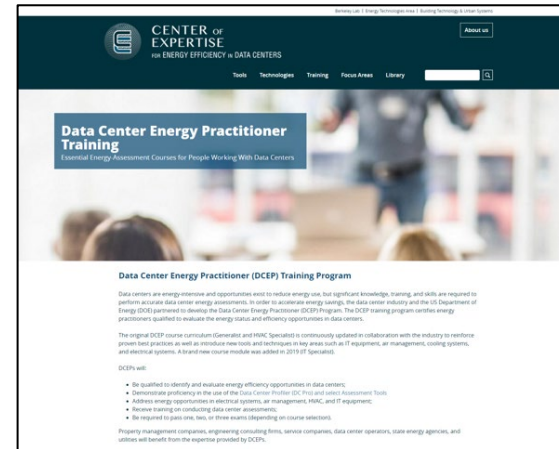 Berkeley Lab | Energy Technologies Area | Building Technology & Urban Systems
About us
CENTER OF
EXPERTISE
FOR ENERGY EFFICIENCY IN DATA CENTERS
Tools Technologies Training Focus Areas Library
Data Center Energy Practitioner
Training
Essential Energy-Assessment Courses for People Working With Data Centers
Data Center Energy Practitioner (DCEP) Training Program
Data centers are energy-intensive and opportunities exist to reduce energy use, but significant knowledge, training, and skills are required to
perform accurate data center energy assessments. In order to accelerate energy savings, the data center industry and the US Department of
Energy (DOE) partnered to develop the Data Center Energy Practitioner (DCEP) Program. The DCEP training program certifies energy
practitioners qualified to evaluate the energy status and efficiency opportunities in data centers.
The original DCEP course curriculum (Generalist and HVAC Specialist) is continuously updated in collaboration with the industry to reinforce
proven best practices as well as introduce new tools and techniques in key areas such as IT equipment, air management, cooling systems,
and electrical systems. A brand new course module was added in 2019 (IT Specialist).
DCEPs will:
• Be qualified to identify and evaluate energy efficiency opportunities in data centers;
• Demonstrate proficiency in the use of the Data Center Profiler (DC Pro) and select Assessment Tools
• Address energy opportunities in electrical systems, air management, HVAC, and IT equipment;
• Receive training on conducting data center assessments;
• Be required to pass one, two, or three exams (depending on course selection).
Property management companies, engineering consulting firms, service companies, data center operators, state energy agencies, and
utilities will benefit from the expertise provided by DCEPs.